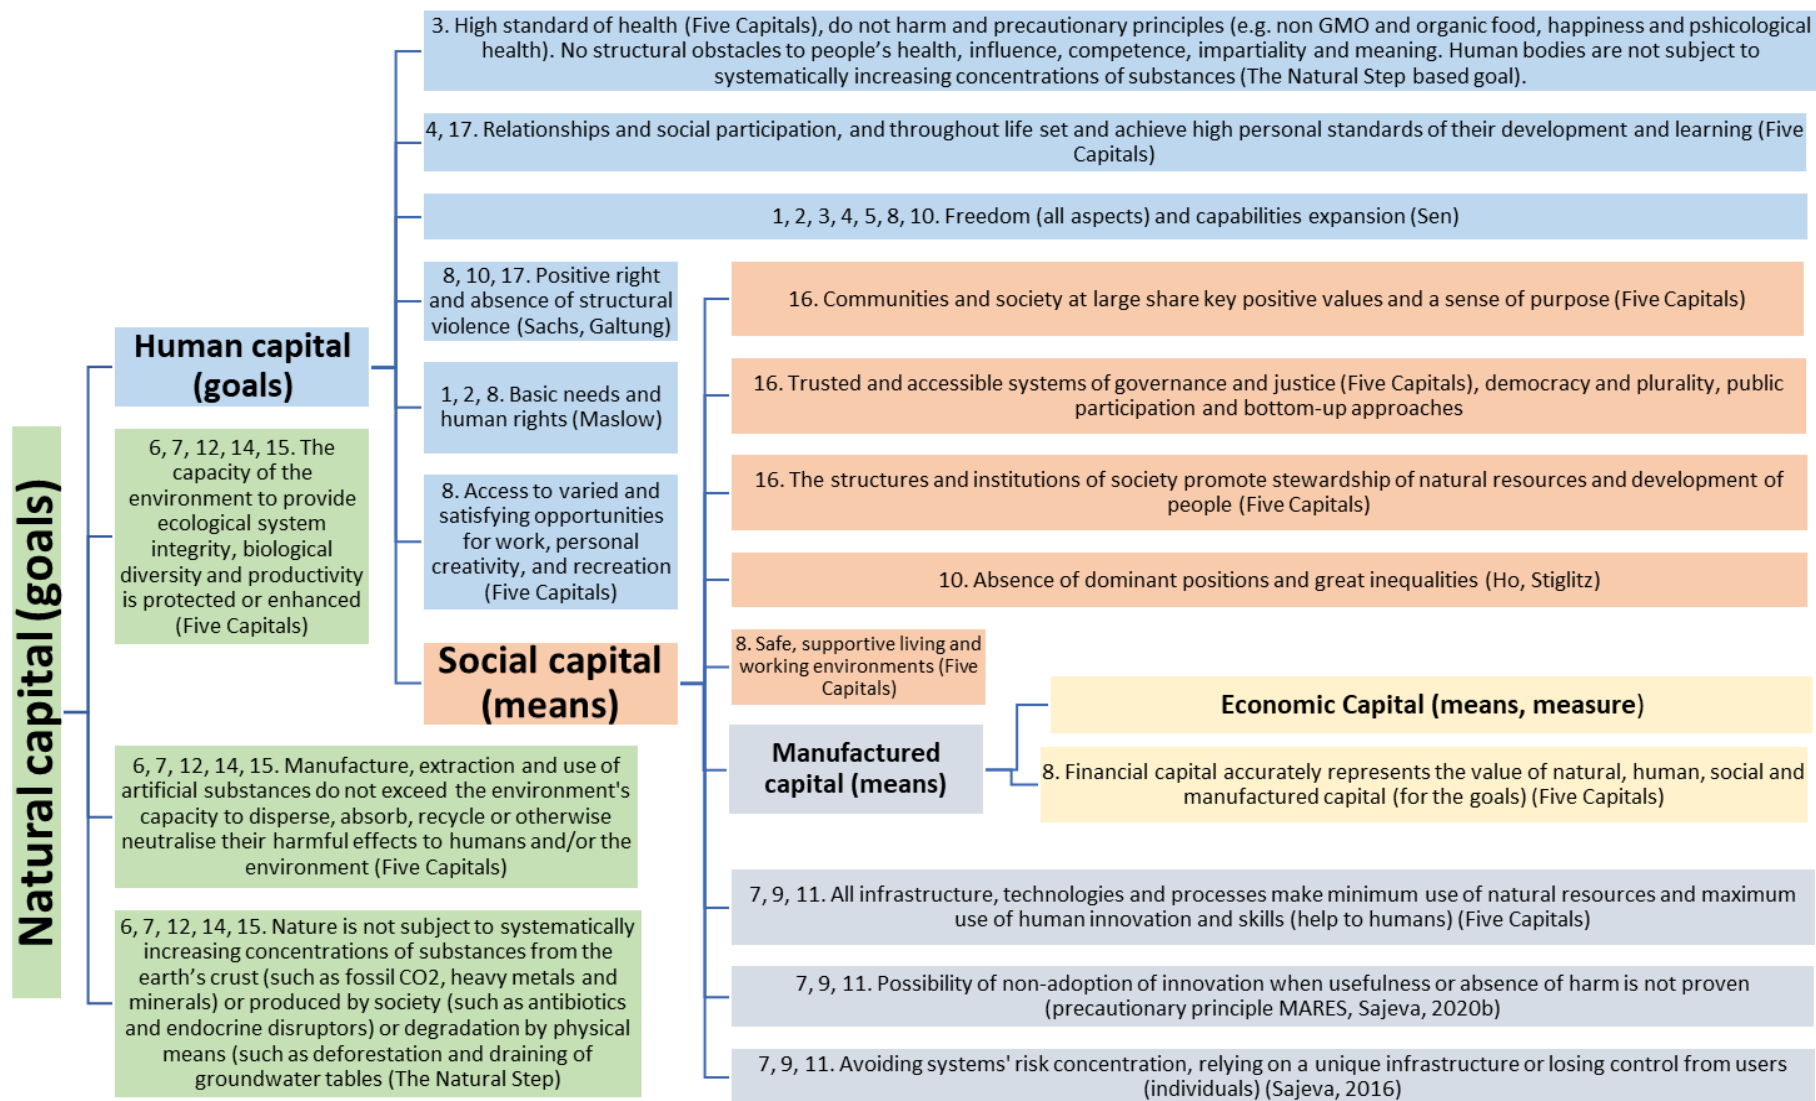 3. High standard of health (Five Capitals), do not harm and precautionary principles (e.g. non GMO and organic food, happiness and pshicological
health). No structural obstacles to people's health, influence, competence, impartiality and meaning. Human bodies are not subject to
systematically increasing concentrations of substances (The Natural Step based goal).
4, 17. Relationships and social participation, and throughout life set and achieve high personal standards of their development and learning (Five
Capitals)
1, 2, 3, 4, 5, 8, 10. Freedom (all aspects) and capabilities expansion (Sen)
8, 10, 17. Positive right
and absence of structural
violence (Sachs, Galtung)
1, 2, 8. Basic needs and
human rights (Maslow)
8. Access to varied and
satisfying opportunities
for work, personal
creativity, and recreation
(Five Capitals)
Social capital
(means)
16. Communities and society at large share key positive values and a sense of purpose (Five Capitals)
16. Trusted and accessible systems of governance and justice (Five Capitals), democracy and plurality, public
participation and bottom-up approaches
16. The structures and institutions of society promote stewardship of natural resources and development of
people (Five Capitals)
10. Absence of dominant positions and great inequalities (Ho, Stiglitz)
8. Safe, supportive living and
working environments (Five
Capitals)
Manufactured
capital (means)
Economic Capital (means, measure)
8. Financial capital accurately represents the value of natural, human, social and
manufactured capital (for the goals) (Five Capitals)
7, 9, 11. All infrastructure, technologies and processes make minimum use of natural resources and maximum
use of human innovation and skills (help to humans) (Five Capitals)
7, 9, 11. Possibility of non-adoption of innovation when usefulness or absence of harm is not proven
(precautionary principle MARES, Sajeva, 2020b)
7, 9, 11. Avoiding systems' risk concentration, relying on a unique infrastructure or losing control from users
(individuals) (Sajeva, 2016)
Human capital
(goals)
6, 7, 12, 14, 15. The
capacity of the
environment to provide
ecological system
integrity, biological
diversity and productivity
is protected or enhanced
(Five Capitals)
6, 7, 12, 14, 15. Manufacture, extraction and use of
artificial substances do not exceed the environment's
capacity to disperse, absorb, recycle or otherwise
neutralise their harmful effects to humans and/or the
environment (Five Capitals)
6, 7, 12, 14, 15. Nature is not subject to systematically
increasing concentrations of substances from the
earth's crust (such as fossil CO2, heavy metals and
minerals) or produced by society (such as antibiotics
and endocrine disruptors) or degradation by physical
means (such as deforestation and draining of
groundwater tables (The Natural Step)
Natural capital (goals)